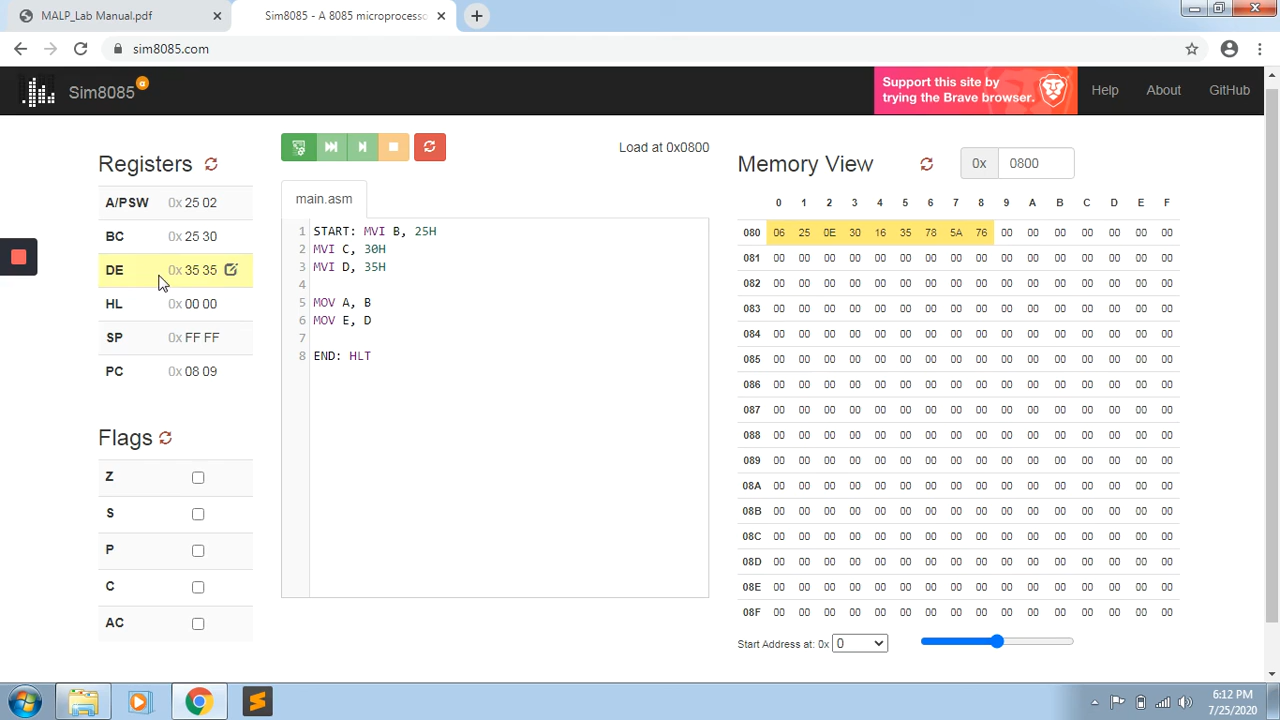 MALP_Lab Manual.pdf
Sim8085 - A 8085 microprocesso
sim8085.com
Sim8085 α
Support this site by
trying the Brave browser.
Help About GitHub
Registers
A/PSW 0x 25 02
BC 0x 25 30
DE 0x 35 35
HL 0x 00 00
SP 0x FF FF
PC 0x 08 09
Flags
Z
S
P
C
AC
Load at 0x0800
main.asm
1 START: MVI B, 25H
2 MVI C, 30H
3 MVI D, 35H
4
5 MOV A, B
6 MOV E, D
7
8 END: HLT
Memory View 0x 0800
0 1 2 3 4 5 6 7 8 9 A B C D E F
080 06 25 0E 30 16 35 78 5A 76 00 00 00 00 00 00 00
081 00 00 00 00 00 00 00 00 00 00 00 00 00 00 00 00
082 00 00 00 00 00 00 00 00 00 00 00 00 00 00 00 00
083 00 00 00 00 00 00 00 00 00 00 00 00 00 00 00 00
084 00 00 00 00 00 00 00 00 00 00 00 00 00 00 00 00
085 00 00 00 00 00 00 00 00 00 00 00 00 00 00 00 00
086 00 00 00 00 00 00 00 00 00 00 00 00 00 00 00 00
087 00 00 00 00 00 00 00 00 00 00 00 00 00 00 00 00
088 00 00 00 00 00 00 00 00 00 00 00 00 00 00 00 00
089 00 00 00 00 00 00 00 00 00 00 00 00 00 00 00 00
08A 00 00 00 00 00 00 00 00 00 00 00 00 00 00 00 00
08B 00 00 00 00 00 00 00 00 00 00 00 00 00 00 00 00
08C 00 00 00 00 00 00 00 00 00 00 00 00 00 00 00 00
08D 00 00 00 00 00 00 00 00 00 00 00 00 00 00 00 00
08E 00 00 00 00 00 00 00 00 00 00 00 00 00 00 00 00
08F 00 00 00 00 00 00 00 00 00 00 00 00 00 00 00 00
Start Address at: 0x 0
6:12 PM
7/25/2020